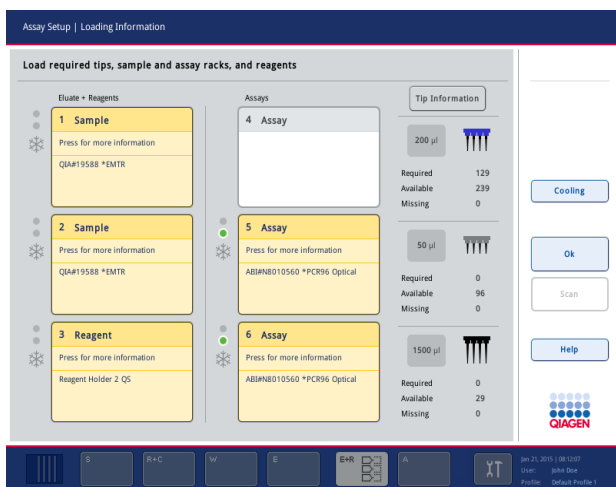 Assay Setup | Loading Information
Load required tips, sample and assay racks, and reagents
Eluate + Reagents
Assays
Tip Information
1 Sample
Press for more information
QIA#19588 *EMTR
4 Assay
200 µl
Required 129
Available 239
Missing 0
Cooling
2 Sample
Press for more information
QIA#19588 *EMTR
5 Assay
Press for more information
ABI#N8010560 *PCR96 Optical
50 µl
Required 0
Available 96
Missing 0
Ok
Scan
3 Reagent
Press for more information
Reagent Holder 2 QS
6 Assay
Press for more information
ABI#N8010560 *PCR96 Optical
1500 µl
Required 0
Available 29
Missing 0
Help
QIAGEN
S
R+C
W
E
E+R
A
Jan 21, 2015 | 08:12:07
User: John Doe
Profile: Default Profile 1